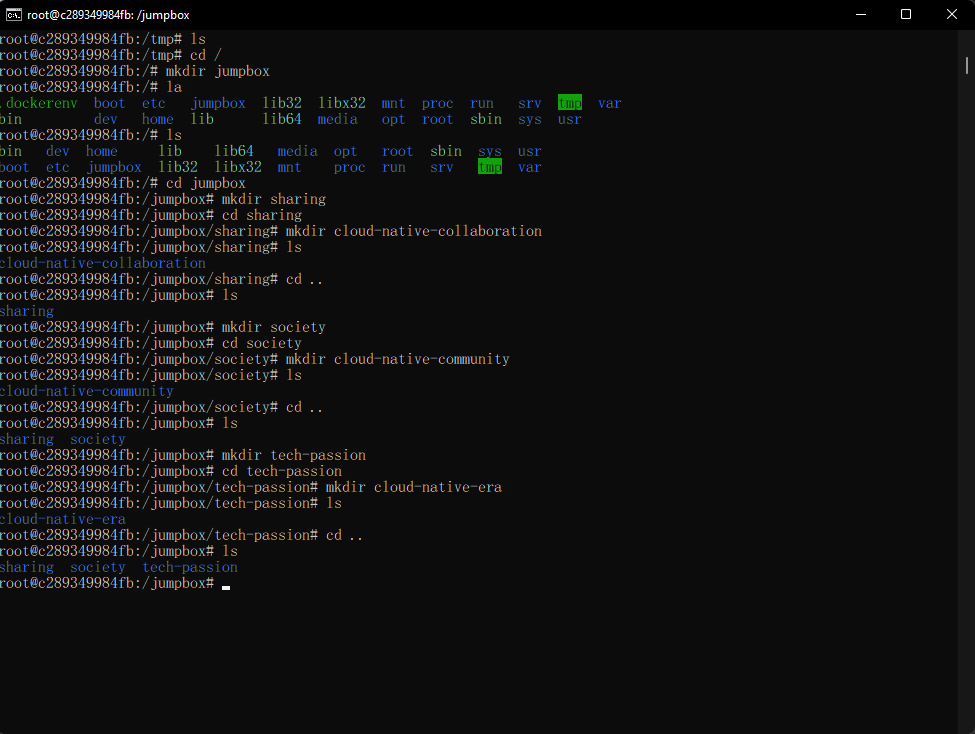 root@c289349984fb: /jumpbox
root@c289349984fb:/tmp# ls
root@c289349984fb:/tmp# cd /
root@c289349984fb:/# mkdir jumpbox
root@c289349984fb:/# la
.dockerenv  boot  etc   jumpbox  lib32  libx32  mnt  proc  run   srv  tmp  var
bin         dev   home  lib      lib64  media   opt  root  sbin  sys  usr
root@c289349984fb:/# ls
bin   dev  home     lib    lib64   media  opt   root  sbin  sys  usr
boot  etc  jumpbox  lib32  libx32  mnt    proc  run   srv   tmp  var
root@c289349984fb:/# cd jumpbox
root@c289349984fb:/jumpbox# mkdir sharing
root@c289349984fb:/jumpbox# cd sharing
root@c289349984fb:/jumpbox/sharing# mkdir cloud-native-collaboration
root@c289349984fb:/jumpbox/sharing# ls
cloud-native-collaboration
root@c289349984fb:/jumpbox/sharing# cd ..
root@c289349984fb:/jumpbox# ls
sharing
root@c289349984fb:/jumpbox# mkdir society
root@c289349984fb:/jumpbox# cd society
root@c289349984fb:/jumpbox/society# mkdir cloud-native-community
root@c289349984fb:/jumpbox/society# ls
cloud-native-community
root@c289349984fb:/jumpbox/society# cd ..
root@c289349984fb:/jumpbox# ls
sharing  society
root@c289349984fb:/jumpbox# mkdir tech-passion
root@c289349984fb:/jumpbox# cd tech-passion
root@c289349984fb:/jumpbox/tech-passion# mkdir cloud-native-era
root@c289349984fb:/jumpbox/tech-passion# ls
cloud-native-era
root@c289349984fb:/jumpbox/tech-passion# cd ..
root@c289349984fb:/jumpbox# ls
sharing  society  tech-passion
root@c289349984fb:/jumpbox#